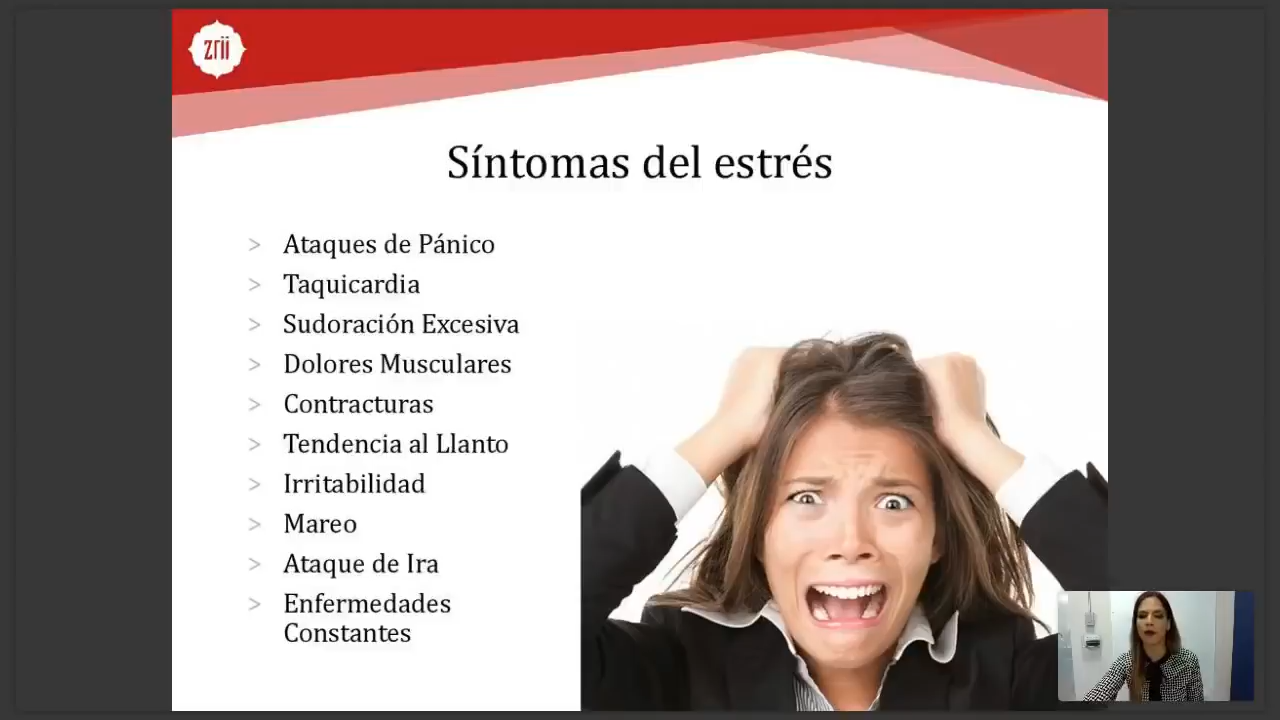 zrii
Síntomas del estrés
> Ataques de Pánico
> Taquicardia
> Sudoración Excesiva
> Dolores Musculares
> Contracturas
> Tendencia al Llanto
> Irritabilidad
> Mareo
> Ataque de Ira
> Enfermedades
Constantes